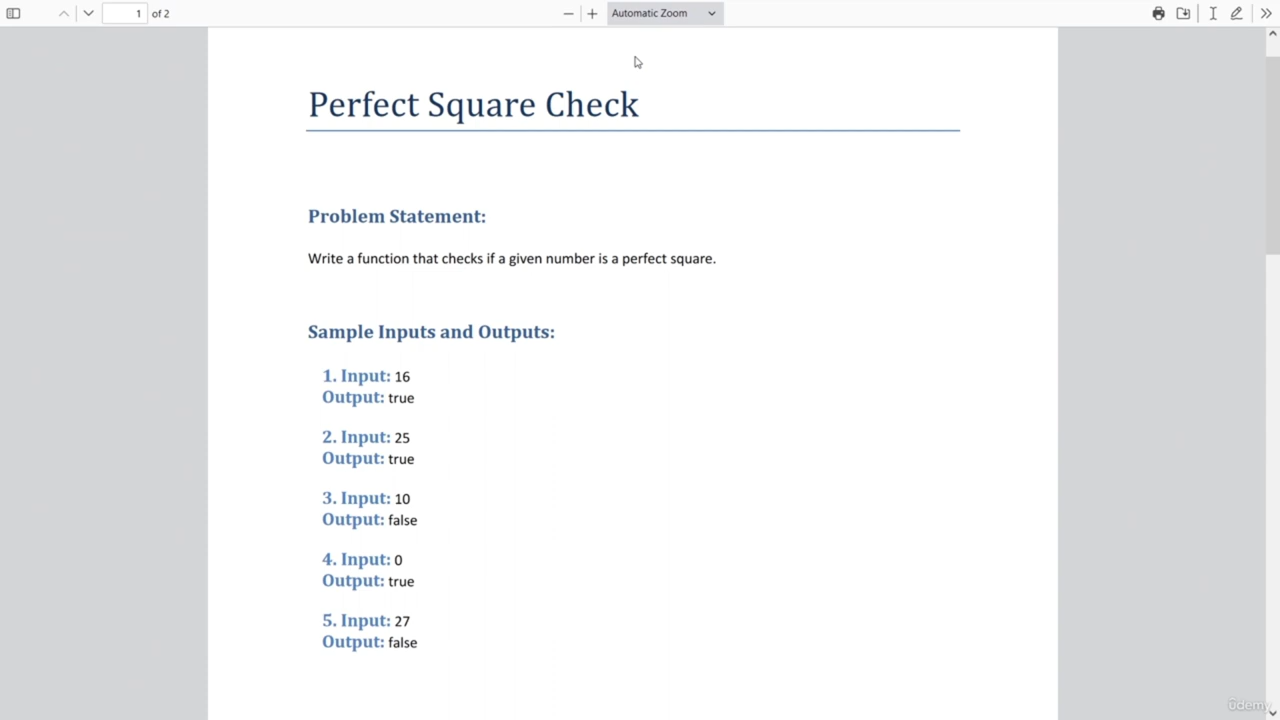 1 of 2
Automatic Zoom
Perfect Square Check
Problem Statement:
Write a function that checks if a given number is a perfect square.
Sample Inputs and Outputs:
1. Input: 16
Output: true
2. Input: 25
Output: true
3. Input: 10
Output: false
4. Input: 0
Output: true
5. Input: 27
Output: false
ûdemy